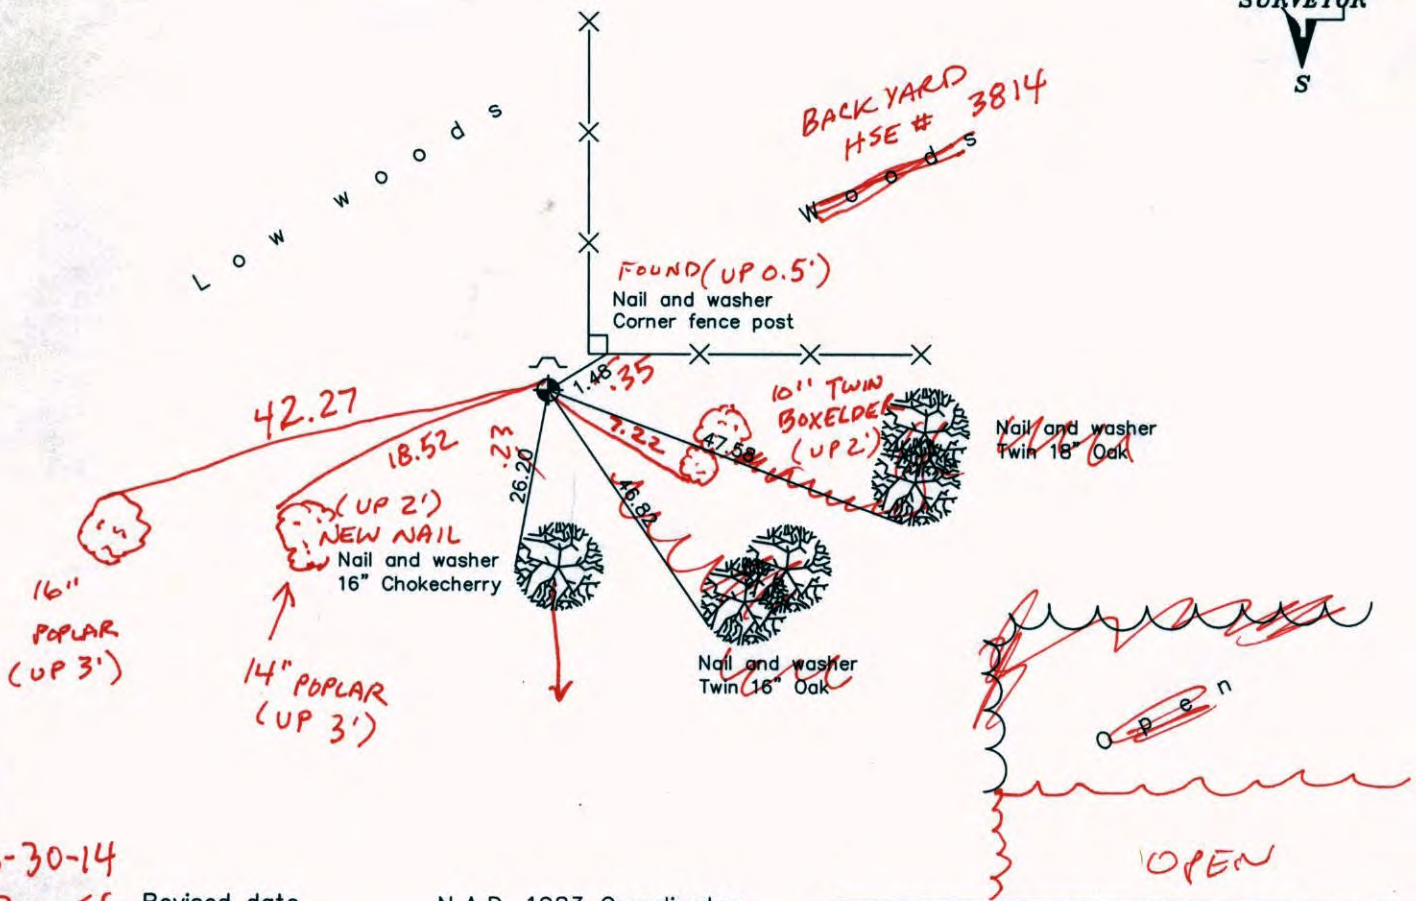 SURVEYOR
S
BACKYARD
HSE # 3814
Woods
Low woods
FOUND (UP 0.5')
Nail and washer
Corner fence post
1.48
.35
42.27
18.52
.23
26.20
7.22
47.58
46.82
10" TWIN
BOXELDER
(UP 2')
Nail and washer
Twin 18" Oak
(UP 2')
NEW NAIL
Nail and washer
16" Chokecherry
16"
POPLAR
(UP 3')
14" POPLAR
(UP 3')
Nail and washer
Twin 16" Oak
Open
OPEN
-30-14
Revised date
N.A.D. 1983